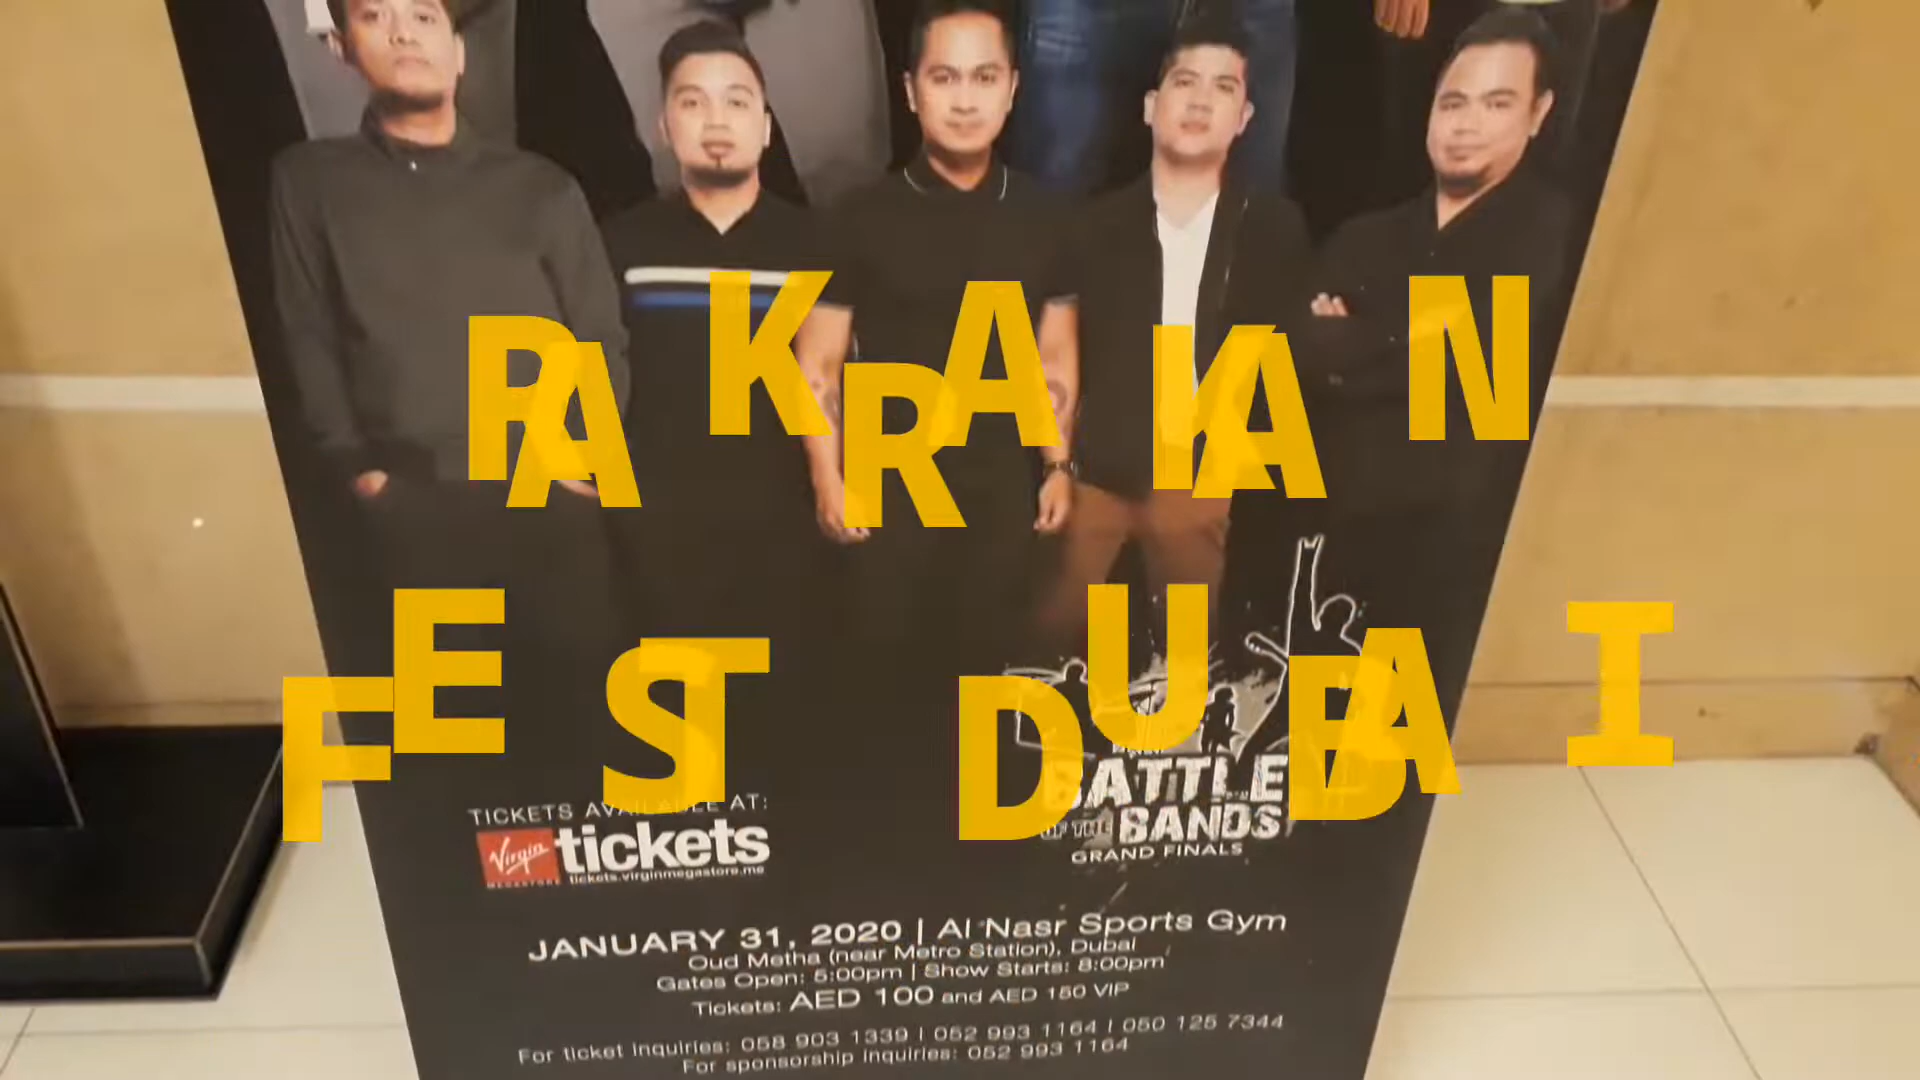 RAKRAKAN
FEST DUBAI
TICKETS AVAILABLE AT:
Virgin
MEGASTORE
tickets
tickets.virginmegastore.me
BATTLE
OF THE BANDS
GRAND FINALS
JANUARY 31, 2020 | Al Nasr Sports Gym
Oud Metha (near Metro Station), Dubai
Gates Open: 5:00pm | Show Starts: 8:00pm
Tickets: AED 100 and AED 150 VIP
For ticket inquiries: 058 903 1339 | 052 993 1164 | 050 125 7344
For sponsorship inquiries: 052 993 1164